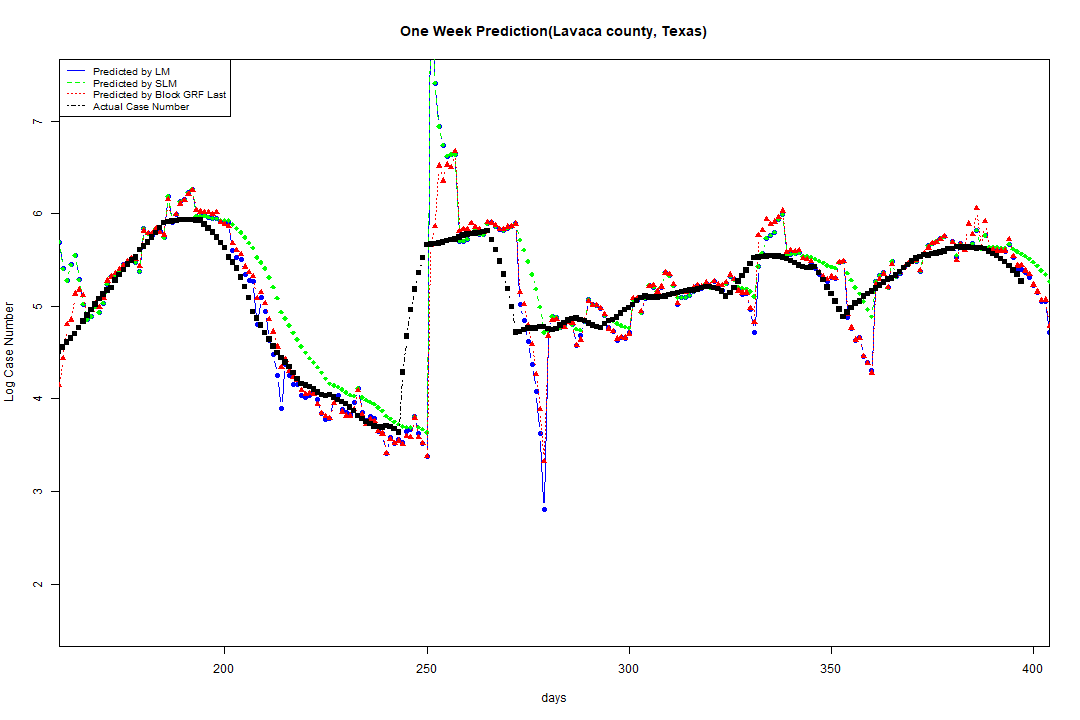 One Week Prediction(Lavaca county, Texas)
Predicted by LM
Predicted by SLM
Predicted by Block GRF Last
Actual Case Number
7
6
5
4
3
2
Log Case Number
200
250
300
350
400
days